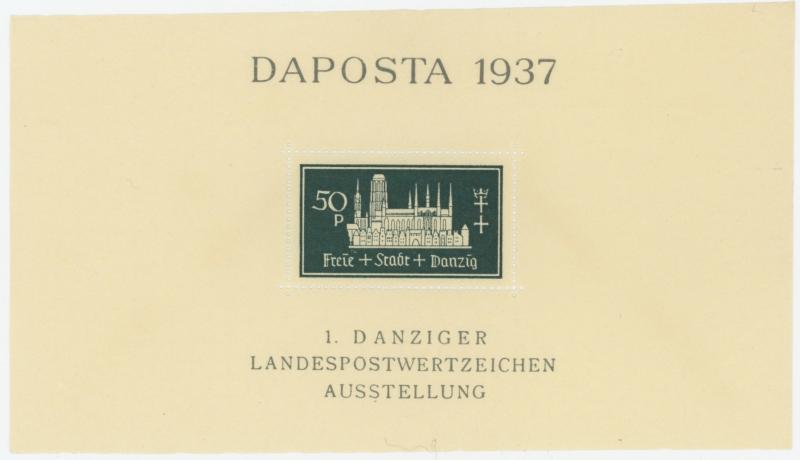 DAPOSTA 1937
50
P
Freie + Stadt + Danzig
1. DANZIGER
LANDESPOSTWERTZEICHEN
AUSSTELLUNG